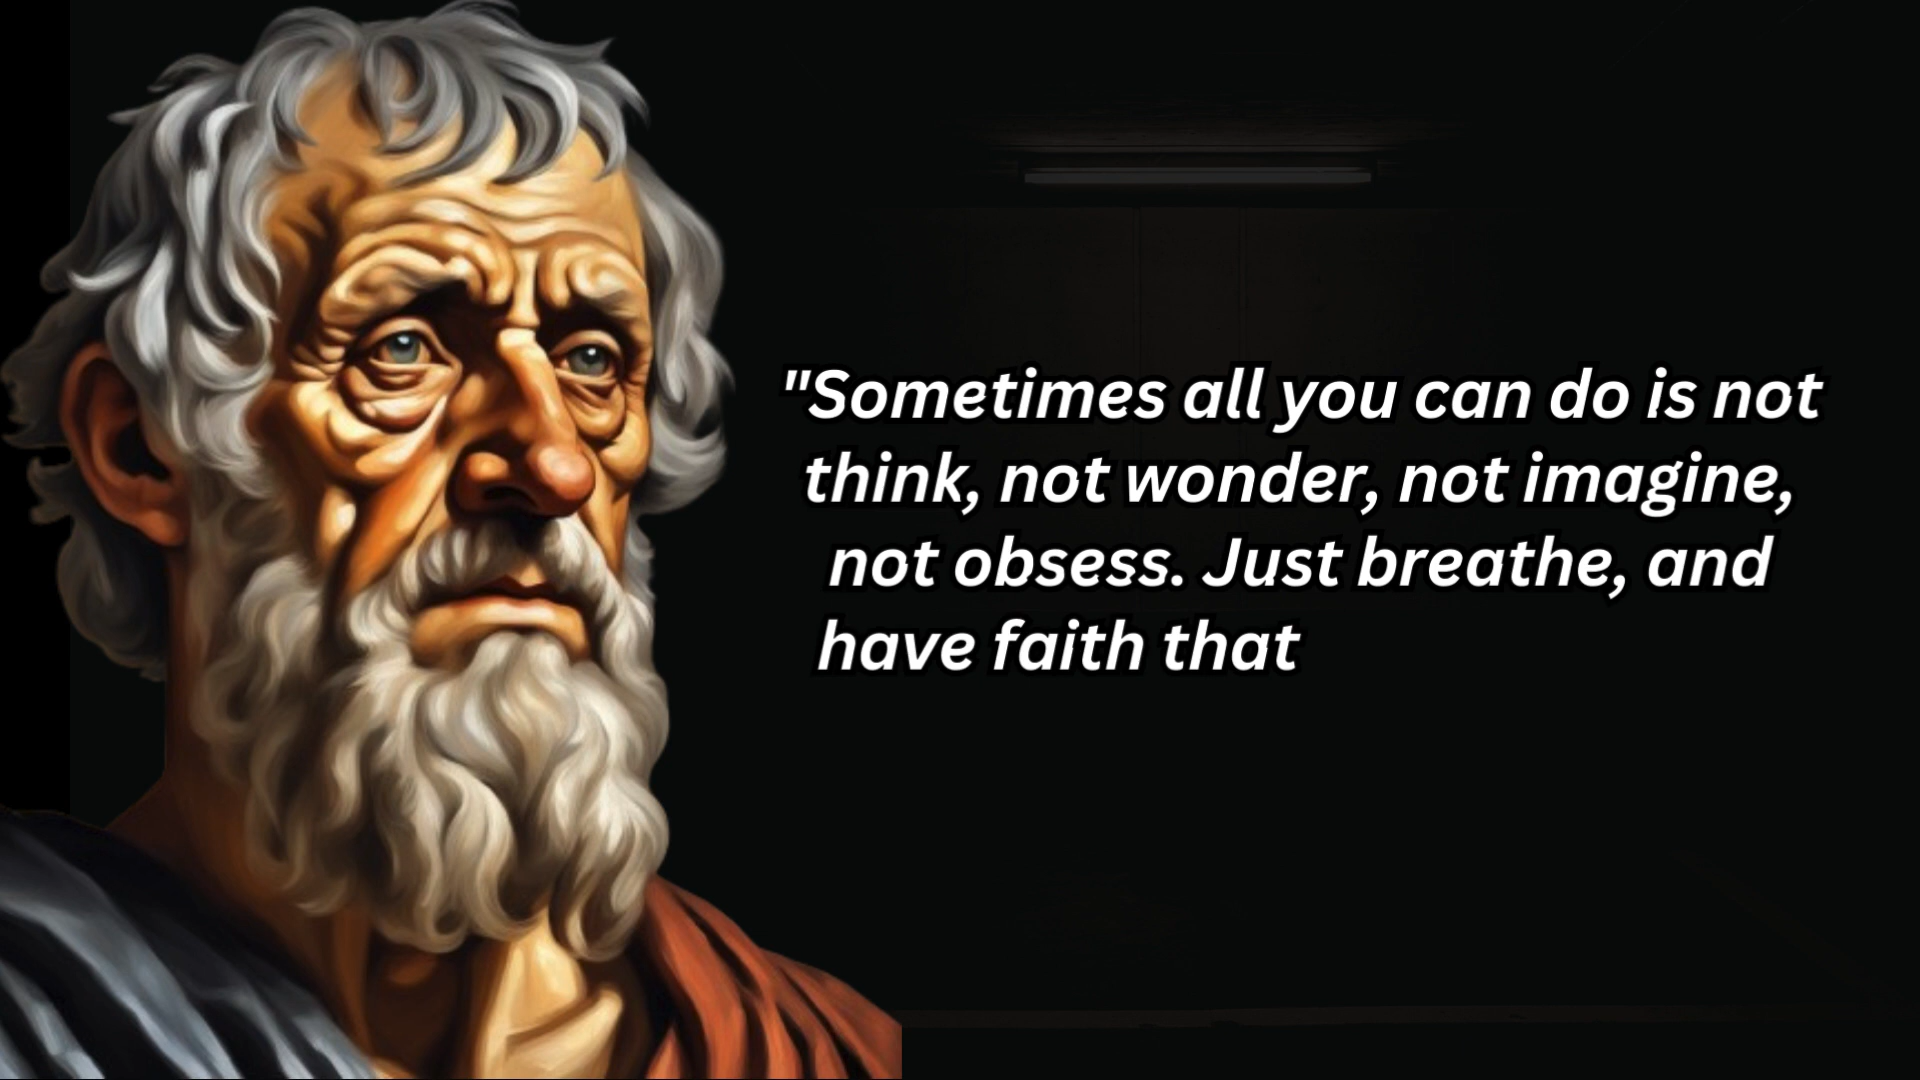 "Sometimes all you can do is not
think, not wonder, not imagine,
not obsess. Just breathe, and
have faith that